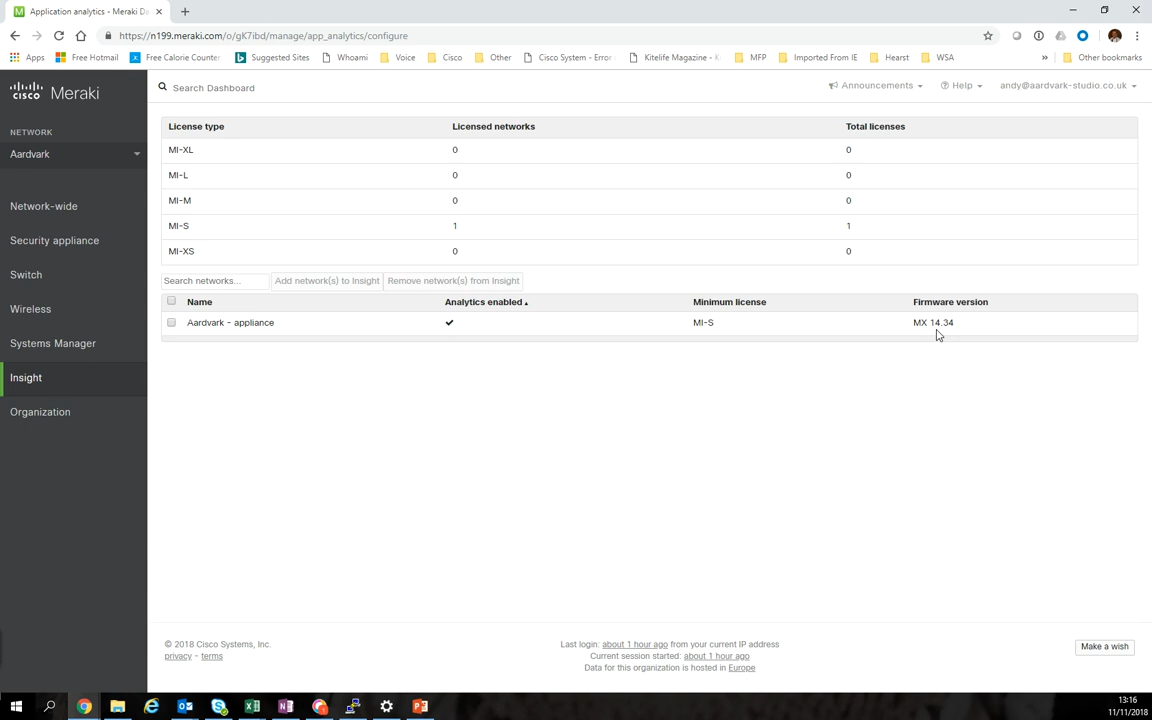 Application analytics - Meraki Da
https://n199.meraki.com/o/gK7ibd/manage/app_analytics/configure
Apps Free Hotmail Free Calorie Counter Suggested Sites Whoami Voice Cisco Other Cisco System - Error Kitelife Magazine - MFP Imported From IE Hearst WSA » Other bookmarks
cisco Meraki
Search Dashboard
Announcements
Help
andy@aardvark-studio.co.uk
NETWORK
Aardvark
Network-wide
Security appliance
Switch
Wireless
Systems Manager
Insight
Organization
License type Licensed networks Total licenses
MI-XL 0 0
MI-L 0 0
MI-M 0 0
MI-S 1 1
MI-XS 0 0
Search networks... Add network(s) to Insight Remove network(s) from Insight
Name Analytics enabled Minimum license Firmware version
Aardvark - appliance ✔ MI-S MX 14.34
© 2018 Cisco Systems, Inc.
privacy - terms
Last login: about 1 hour ago from your current IP address
Current session started: about 1 hour ago
Data for this organization is hosted in Europe
Make a wish
13:16
11/11/2018